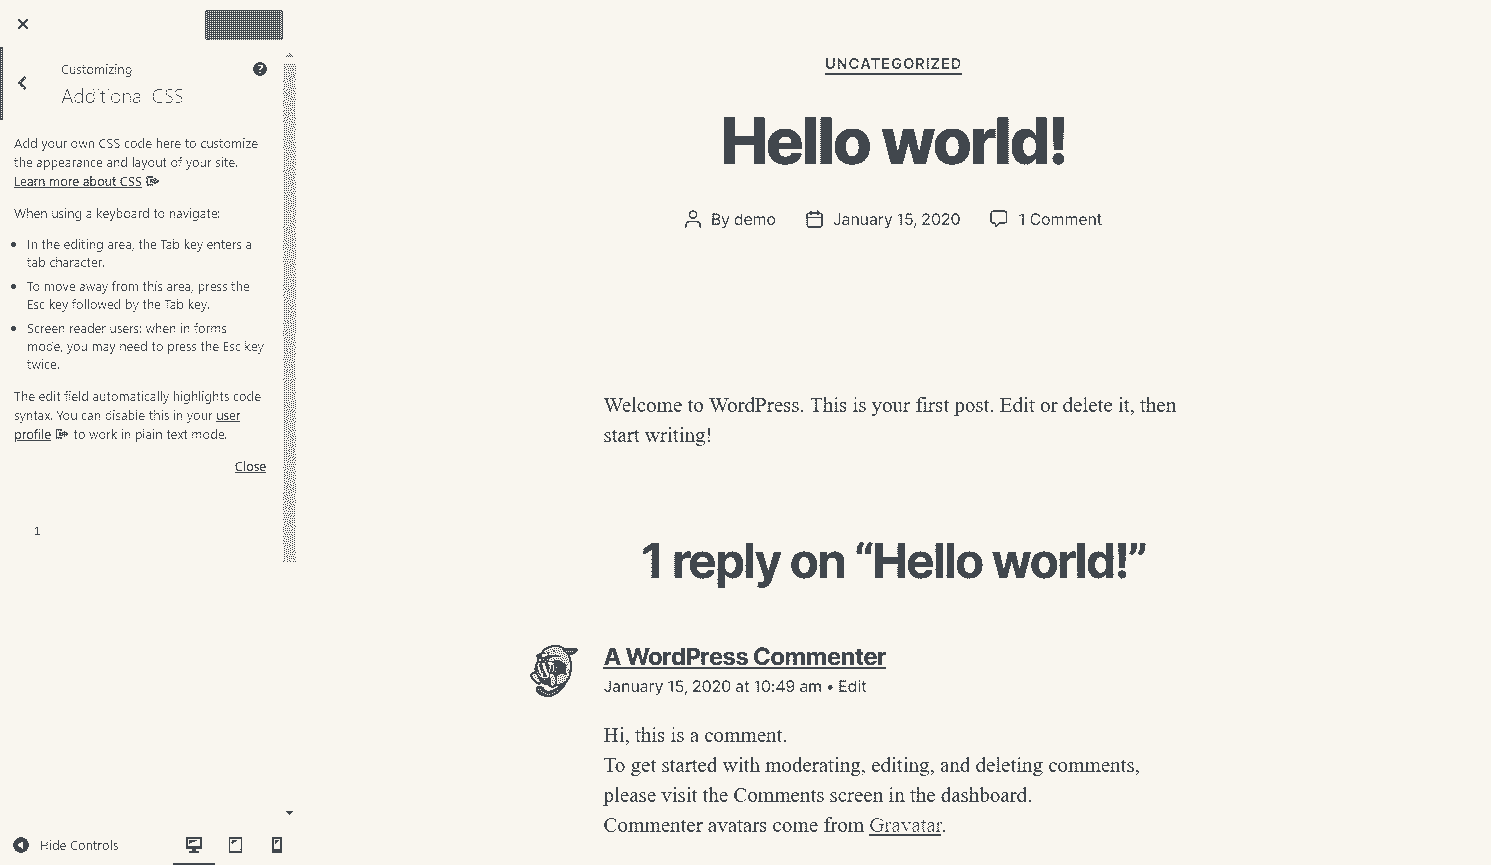 Customizing
Additional CSS
Add your own CSS code here to customize
the appearance and layout of your site.
Learn more about CSS
When using a keyboard to navigate:
In the editing area, the Tab key enters a
tab character.
To move away from this area, press the
Esc key followed by the Tab key.
Screen reader users: when in forms
mode, you may need to press the Esc key
twice.
The edit field automatically highlights code
syntax. You can disable this in your user
profile to work in plain text mode.
Close
1
Hide Controls
UNCATEGORIZED
Hello world!
By demo January 15, 2020 1 Comment
Welcome to WordPress. This is your first post. Edit or delete it, then
start writing!
1 reply on “Hello world!”
A WordPress Commenter
January 15, 2020 at 10:49 am • Edit
Hi, this is a comment.
To get started with moderating, editing, and deleting comments,
please visit the Comments screen in the dashboard.
Commenter avatars come from Gravatar.